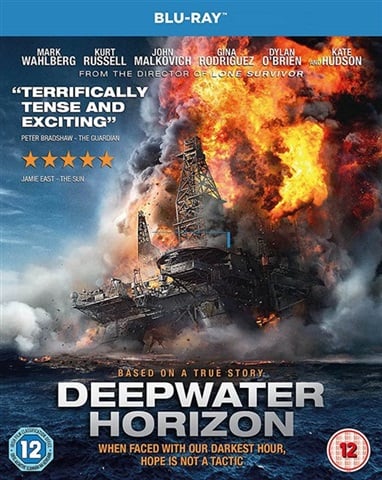 BLU-RAY™
MARK WAHLBERG KURT RUSSELL JOHN MALKOVICH GINA RODRIGUEZ DYLAN O'BRIEN AND KATE HUDSON
FROM THE DIRECTOR OF LONE SURVIVOR
"TERRIFICALLY
TENSE AND
EXCITING"
PETER BRADSHAW - THE GUARDIAN
JAMIE EAST - THE SUN
BASED ON A TRUE STORY
DEEPWATER
HORIZON
WHEN FACED WITH OUR DARKEST HOUR,
HOPE IS NOT A TACTIC
12
12